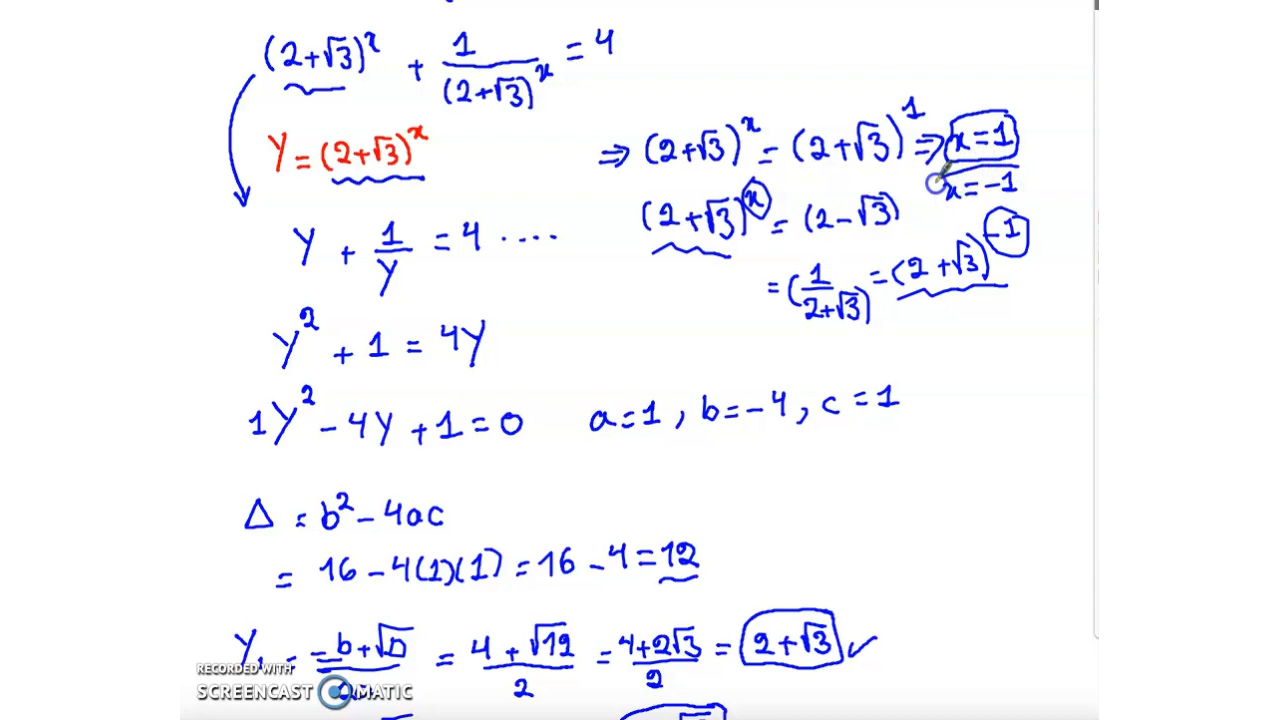 (2+√3)^x + 1/(2+√3)^x = 4
Y = (2+√3)^x
⇒ (2+√3)^x = (2+√3)^1 ⇒ x=1
x=-1
(2+√3)^x = (2-√3)
= (1/2+√3) = (2+√3)^-1
Y + 1/Y = 4 ....
Y^2 + 1 = 4Y
1Y^2 - 4Y + 1 = 0 a=1, b=-4, c=1
Δ = b^2 - 4ac
= 16 - 4(1)(1) = 16 - 4 = 12
Y₁ = -b+√Δ/2a = 4+√12/2 = 4+2√3/2 = 2+√3 ✓
RECORDED WITH
SCREENCAST MATIC